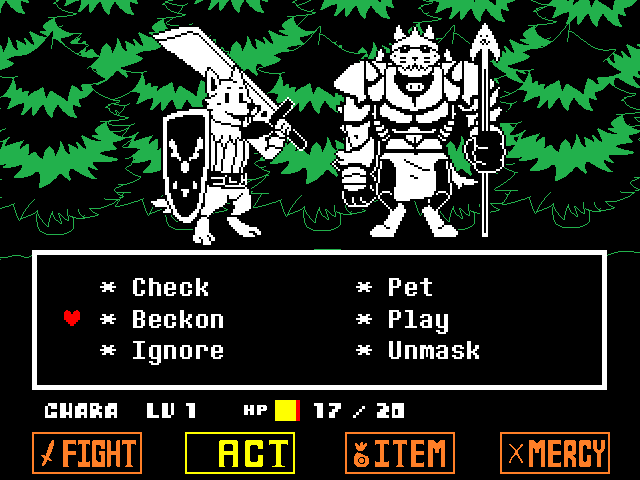 * Check * Pet
* Beckon * Play
* Ignore * Unmask
CHARA LV 1 HP 17 / 20
FIGHT ACT ITEM MERCY